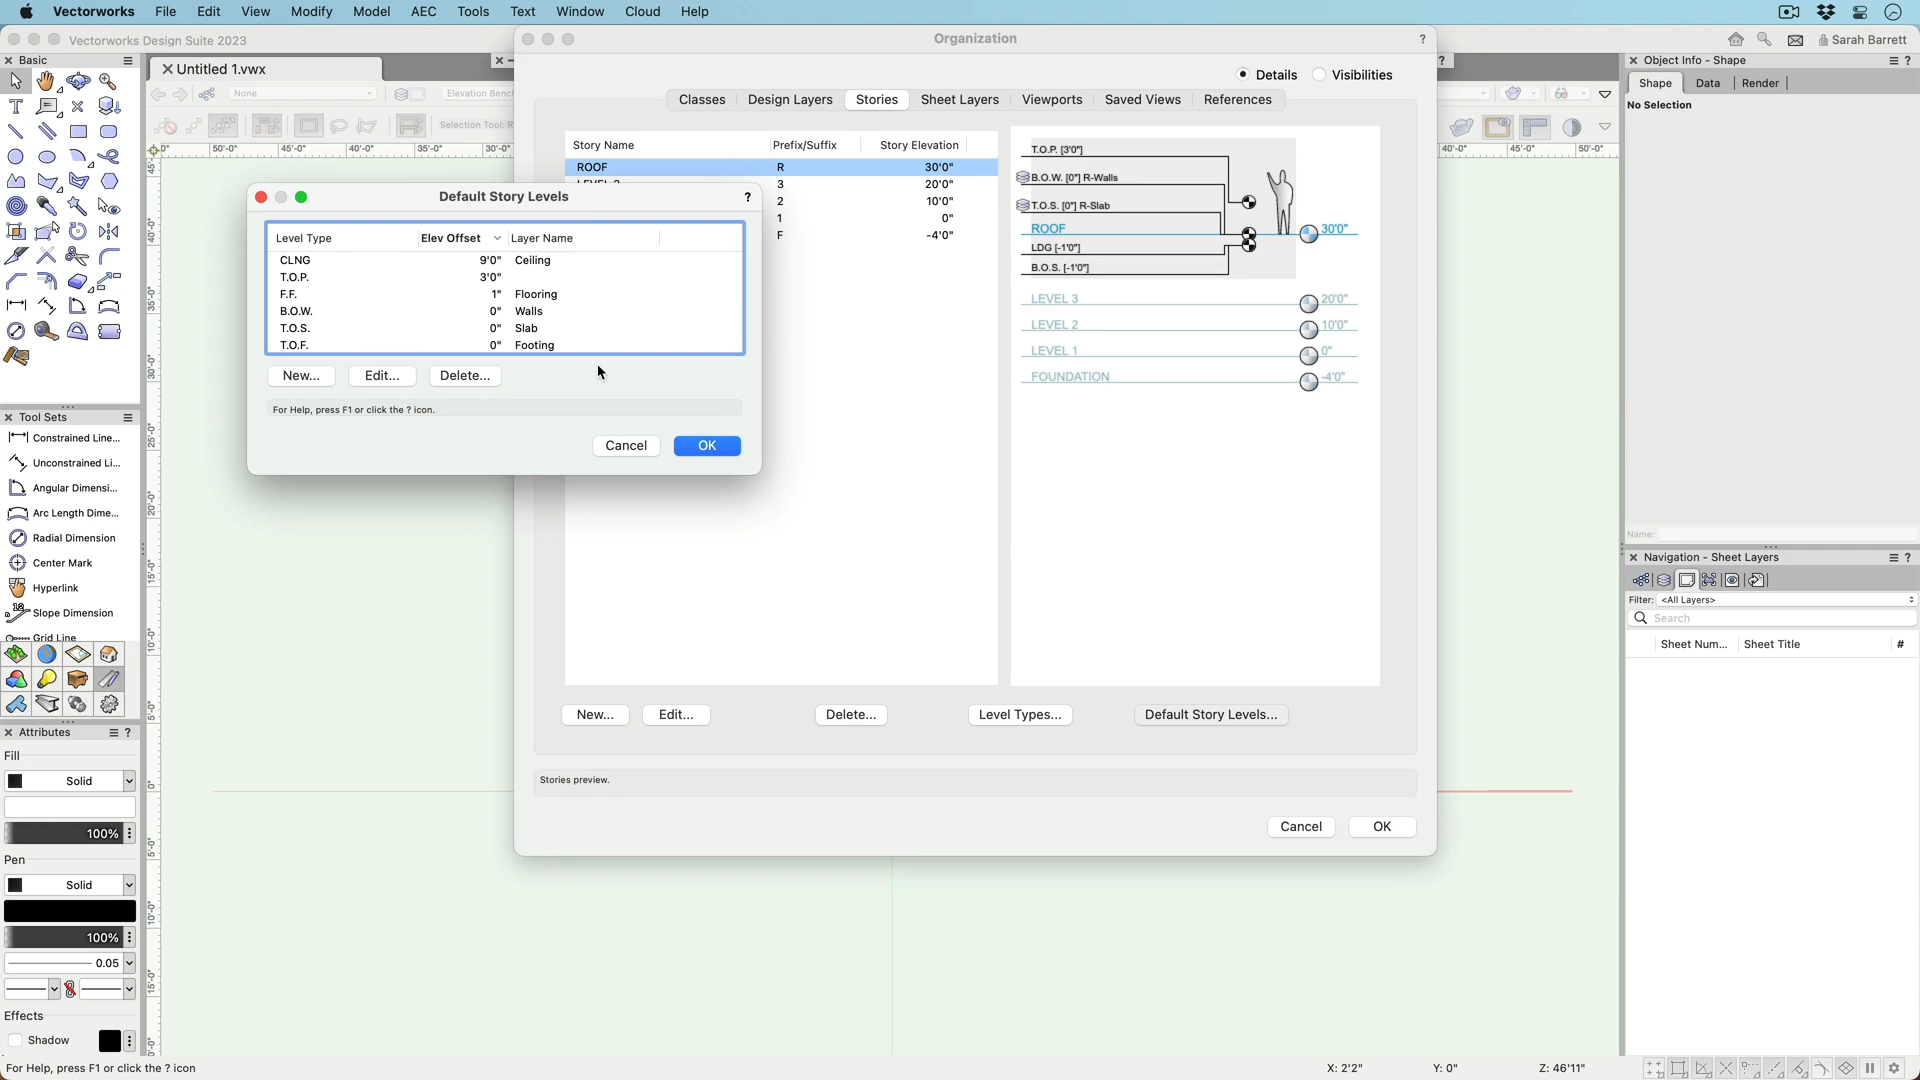 Vectorworks File Edit View Modify Model AEC Tools Text Window Cloud Help
Vectorworks Design Suite 2023
Sarah Barrett
Basic
Untitled 1.vwx
None
Selection Tool: R
Organization
Details Visibilities
Classes Design Layers Stories Sheet Layers Viewports Saved Views References
Story Name Prefix/Suffix Story Elevation
ROOF R 30'0"
3 20'0"
2 10'0"
1 0"
F -4'0"
T.O.P. [3'0"]
B.O.W. [0"] R-Walls
T.O.S. [0"] R-Slab
ROOF 30'0"
LDG [-1'0"]
B.O.S. [-1'0"]
LEVEL 3 20'0"
LEVEL 2 10'0"
LEVEL 1 0"
FOUNDATION -4'0"
Default Story Levels
Level Type Elev Offset Layer Name
CLNG 9'0" Ceiling
T.O.P. 3'0"
F.F. 1" Flooring
B.O.W. 0" Walls
T.O.S. 0" Slab
T.O.F. 0" Footing
New... Edit... Delete...
For Help, press F1 or click the ? icon.
Cancel OK
New... Edit... Delete... Level Types... Default Story Levels...
Stories preview.
Cancel OK
Tool Sets
Constrained Line...
Unconstrained Li...
Angular Dimensi...
Arc Length Dime...
Radial Dimension
Center Mark
Hyperlink
Slope Dimension
Grid Line
Attributes
Fill
Solid
100%
Pen
Solid
100%
0.05
Effects
Shadow
Object Info - Shape
Shape Data Render
No Selection
Name:
Navigation - Sheet Layers
Filter: <All Layers>
Search
Sheet Num... Sheet Title #
For Help, press F1 or click the ? icon
X: 2'2" Y: 0" Z: 46'11"